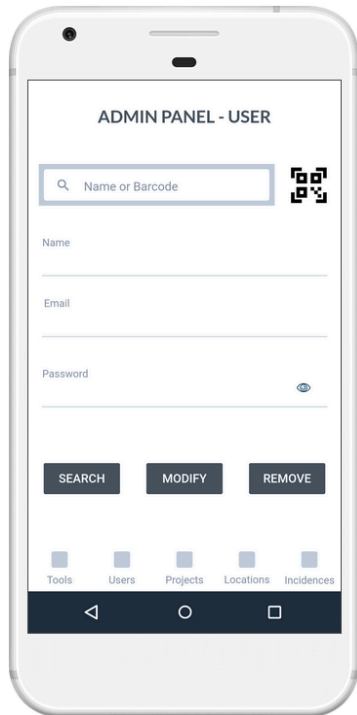 ADMIN PANEL - USER
Name or Barcode
Name
Email
Password
SEARCH MODIFY REMOVE
Tools Users Projects Locations Incidences